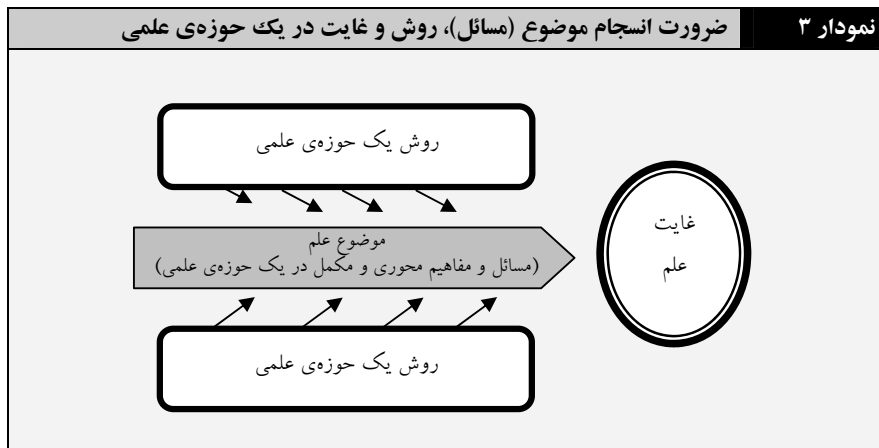 نمودار ۳ ضرورت انسجام موضوع (مسائل)، روش و غایت در یک حوزه‌ی علمی
روش یک حوزه‌ی علمی
موضوع علم
(مسائل و مفاهیم محوری و مکمل در یک حوزه‌ی علمی)
غایت
علم
روش یک حوزه‌ی علمی